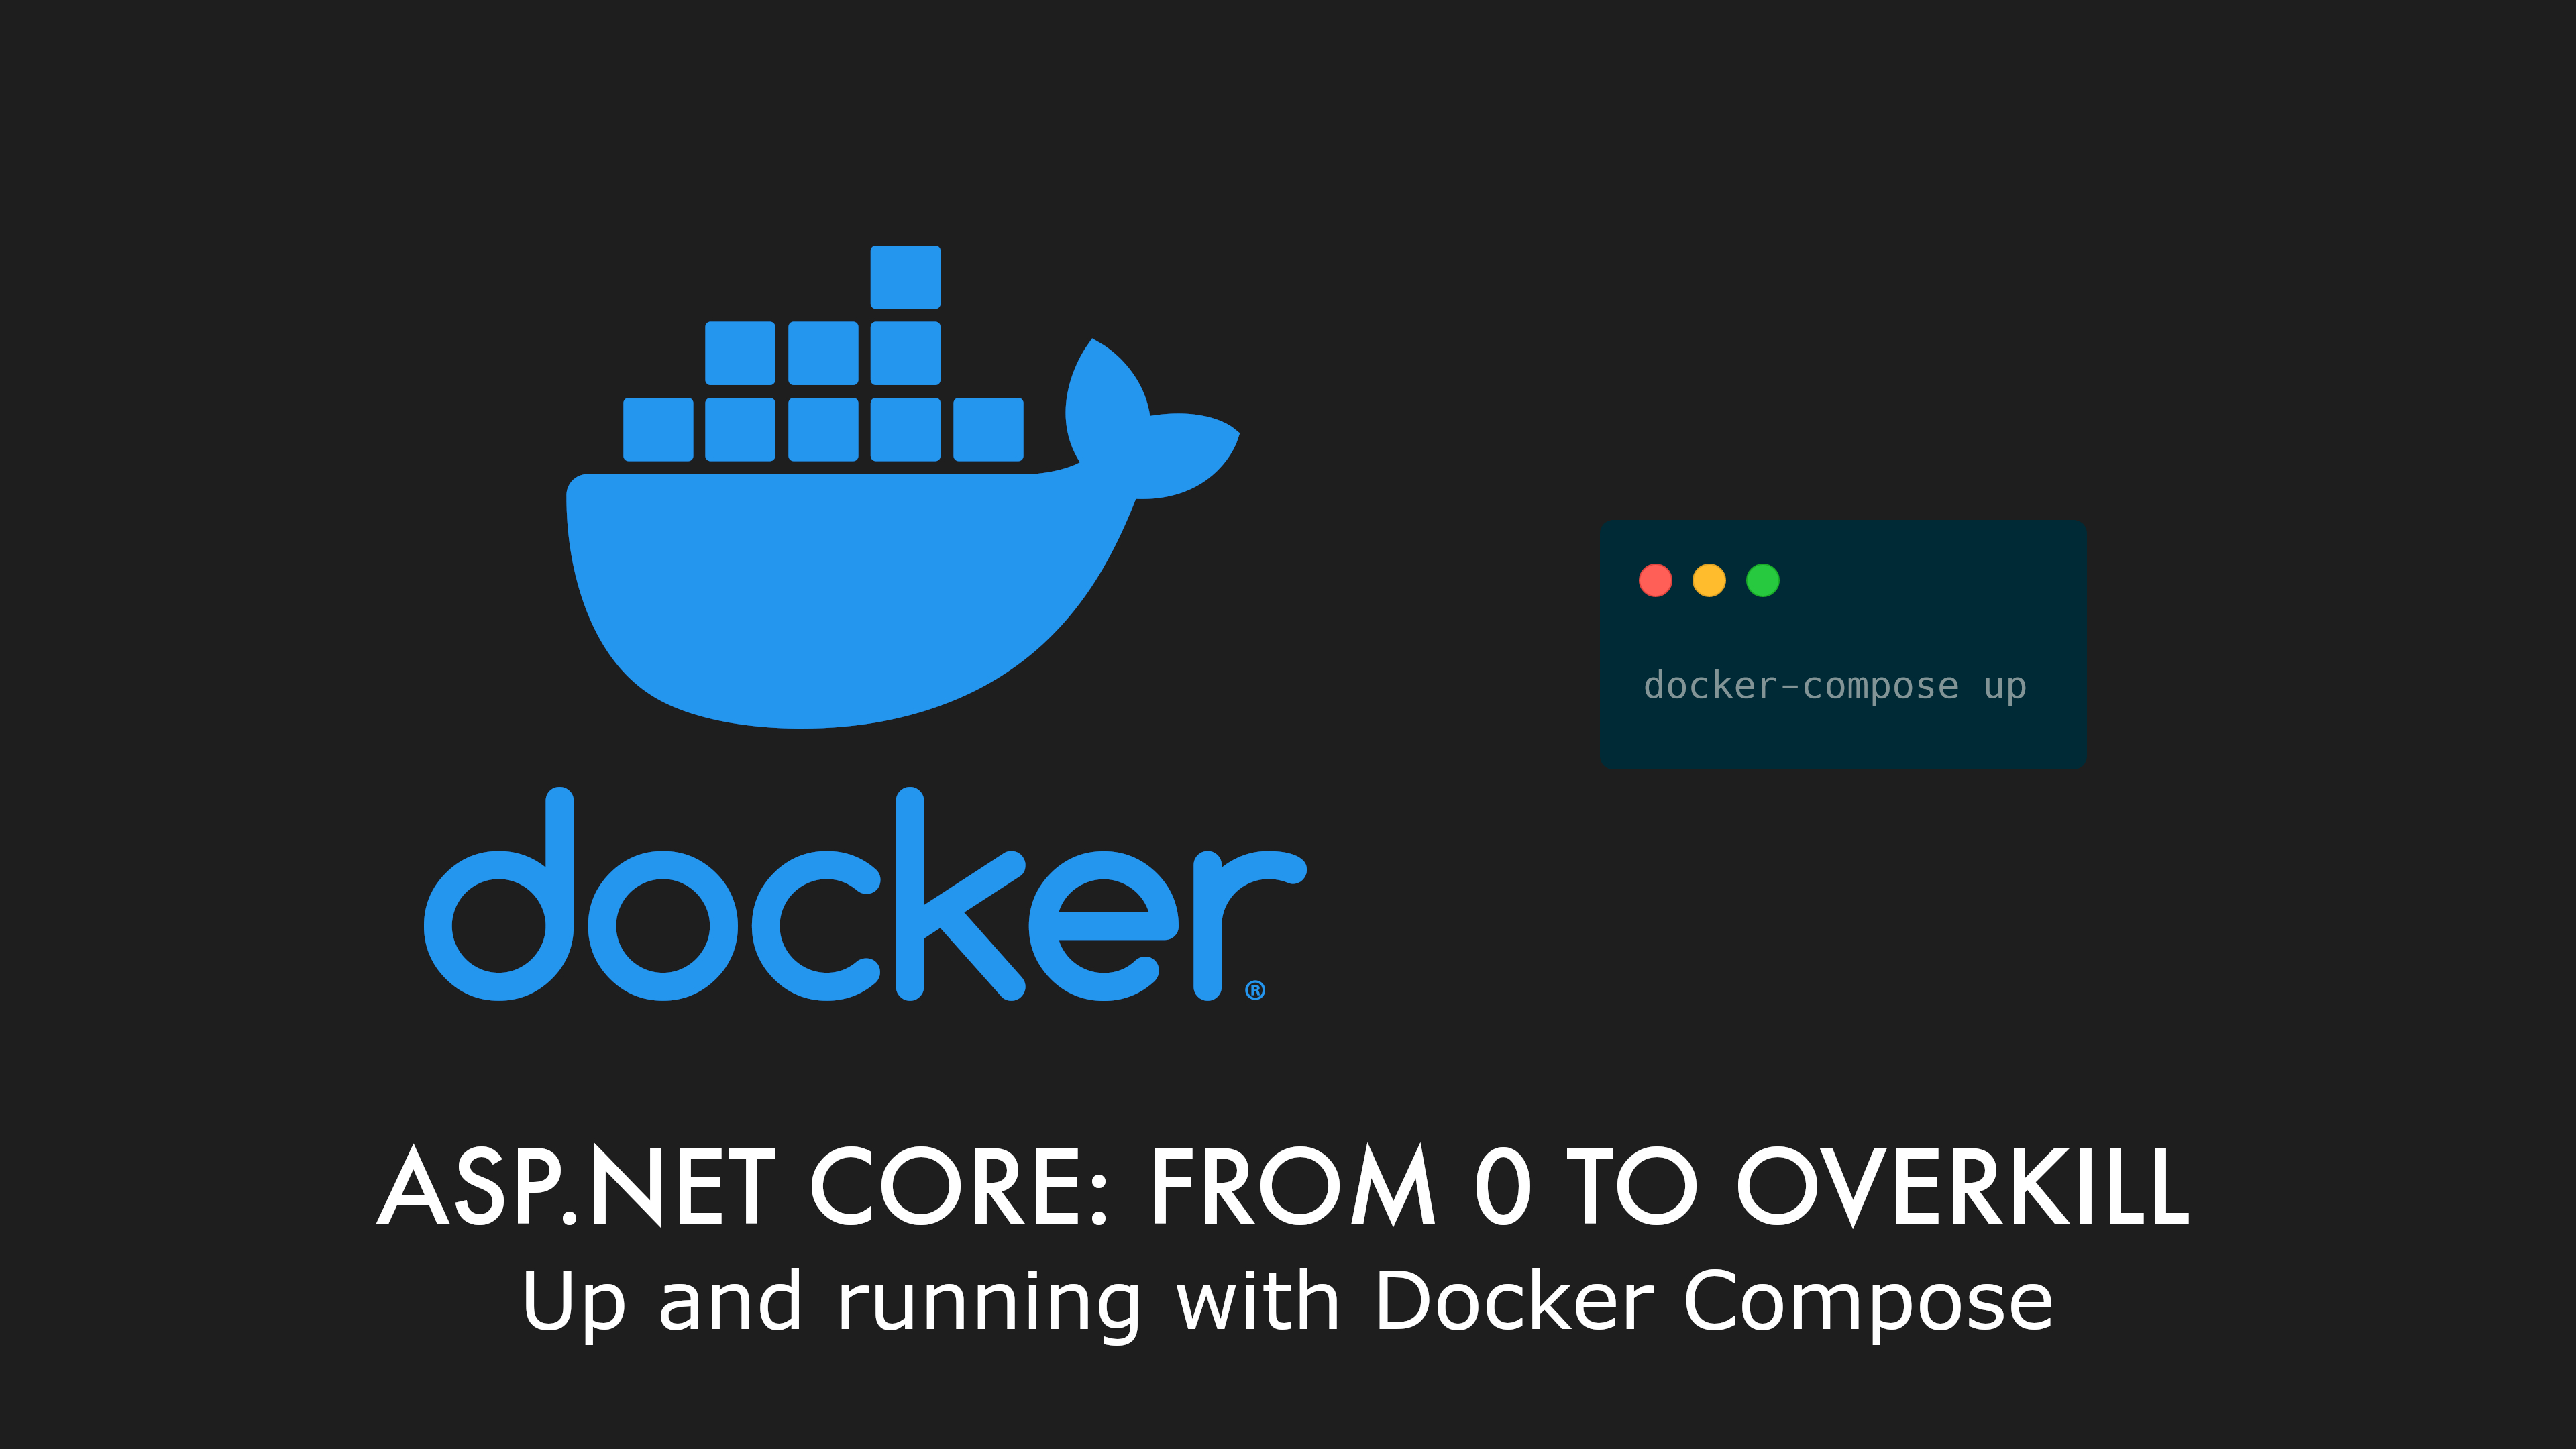 docker®
docker-compose up
ASP.NET CORE: FROM 0 TO OVERKILL
Up and running with Docker Compose